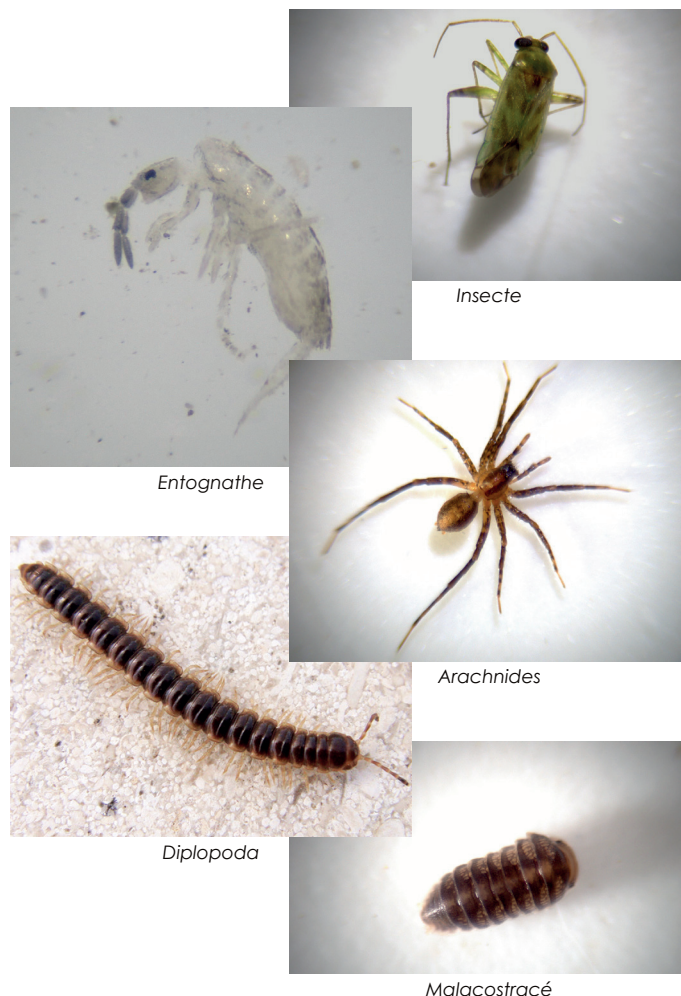 Insecte
Entognathe
Arachnides
Diplopoda
Malacostracé